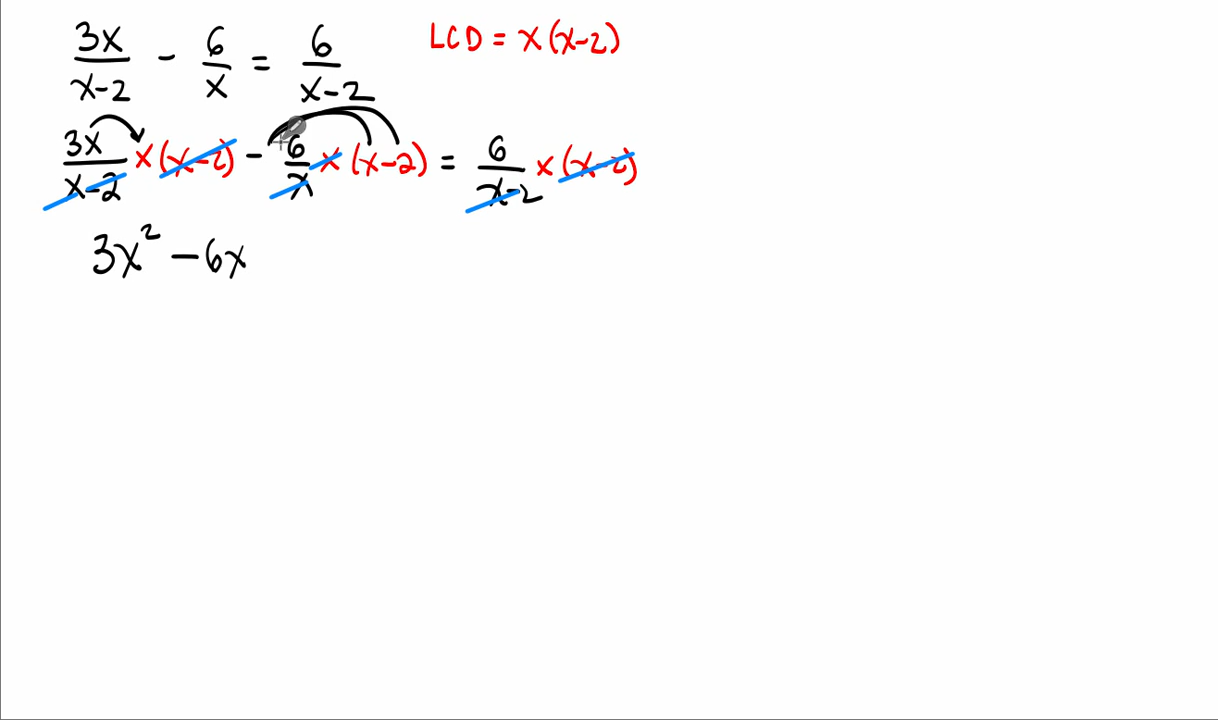 3x/(x-2) - 6/x = 6/(x-2) LCD = x(x-2)
3x/(x-2) x(x-2) - 6/x x(x-2) = 6/(x-2) x(x-2)
3x² - 6x